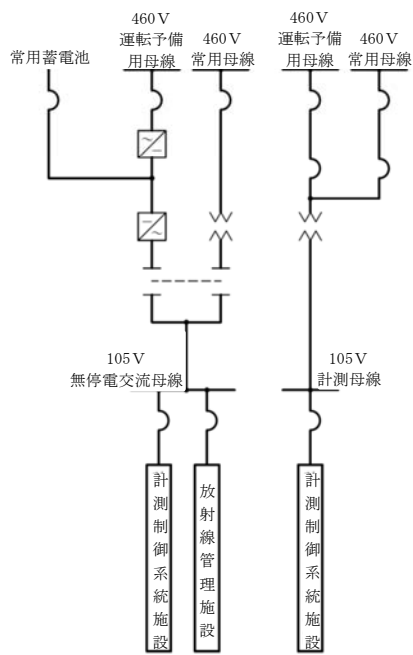 常用蓄電池
460V
運転予備
用母線
460V
常用母線
460V
運転予備
用母線
460V
常用母線
105V
無停電交流母線
105V
計測母線
計測制御系統施設
放射線管理施設
計測制御系統施設